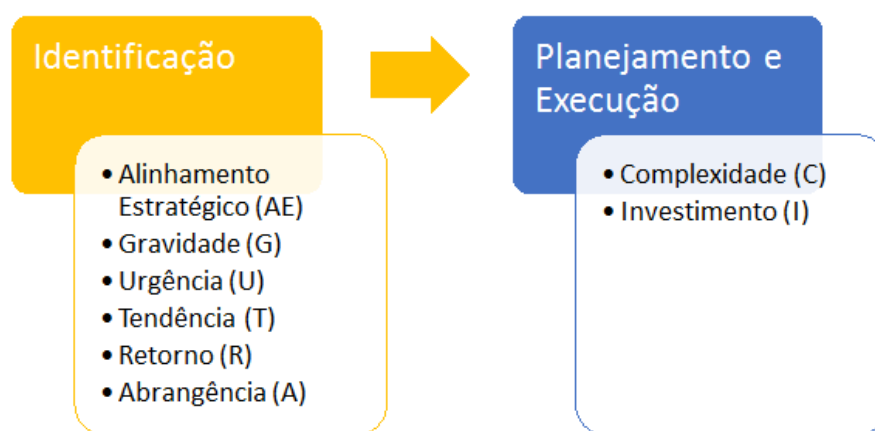 Identificação
• Alinhamento
Estratégico (AE)
• Gravidade (G)
• Urgência (U)
• Tendência (T)
• Retorno (R)
• Abrangência (A)
Planejamento e
Execução
• Complexidade (C)
• Investimento (I)